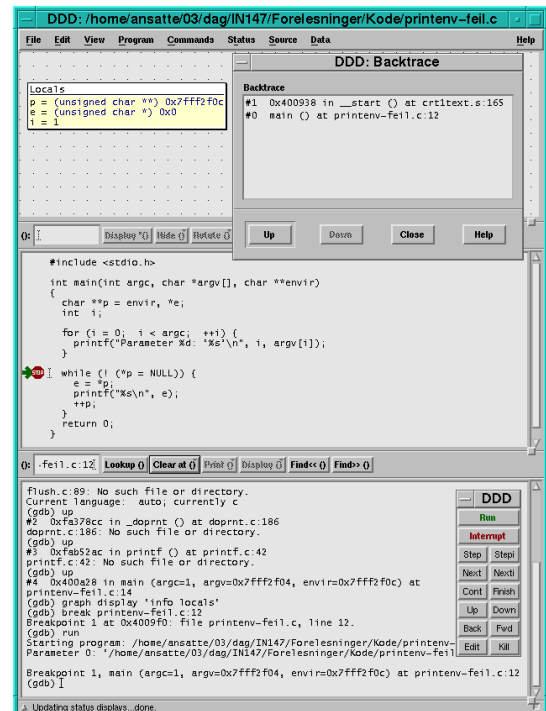 DDD: /home/ansatte/03/dag/IN147/Forelesninger/Kode/printenv-feil.c
File Edit View Program Commands Status Source Data Help
DDD: Backtrace
Locals
p = (unsigned char **) 0x7fff2f0c
e = (unsigned char *) 0x0
i = 1
Backtrace
#1  0x400938 in __start () at crt1text.s:165
#0  main () at printenv-feil.c:12
Up Down Close Help
(): Display *() Hide () Rotate ()
#include <stdio.h>
int main(int argc, char *argv[], char **envir)
{
char **p = envir, *e;
int  i;
for (i = 0;  i < argc;  ++i) {
printf("Parameter %d: '%s'\n", i, argv[i]);
}
while (! (*p = NULL)) {
e = *p;
printf("%s\n", e);
++p;
}
return 0;
}
(): -feil.c:12 Lookup () Clear at () Print () Display () Find<< () Find>> ()
flush.c:89: No such file or directory.
Current language:  auto; currently c
(gdb) up
#2  0xfa378cc in _doprnt () at doprnt.c:186
doprnt.c:186: No such file or directory.
(gdb) up
#3  0xfab52ac in printf () at printf.c:42
printf.c:42: No such file or directory.
(gdb) up
#4  0x400a28 in main (argc=1, argv=0x7fff2f04, envir=0x7fff2f0c) at
printenv-feil.c:14
(gdb) graph display `info locals`
(gdb) break printenv-feil.c:12
Breakpoint 1 at 0x4009f0: file printenv-feil.c, line 12.
(gdb) run
Starting program: /home/ansatte/03/dag/IN147/Forelesninger/Kode/printenv-
Parameter 0: '/home/ansatte/03/dag/IN147/Forelesninger/Kode/printenv-feil
Breakpoint 1, main (argc=1, argv=0x7fff2f04, envir=0x7fff2f0c) at printenv-feil.c:12
(gdb)
DDD
Run
Interrupt
Step Stepi
Next Nexti
Cont Finish
Up Down
Back Fwd
Edit Kill
Updating status displays...done.